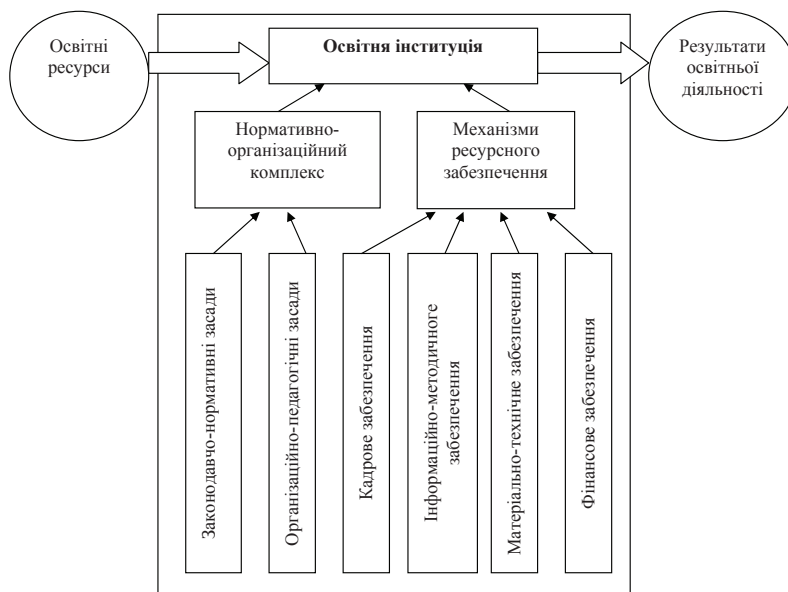 Освітні
ресурси
Освітня інституція
Результати
освітньої
діяльності
Нормативно-
організаційний
комплекс
Механізми
ресурсного
забезпечення
Законодавчо-нормативні засади
Організаційно-педагогічні засади
Кадрове забезпечення
Інформаційно-методичного
забезпечення
Матеріально-технічне забезпечення
Фінансове забезпечення